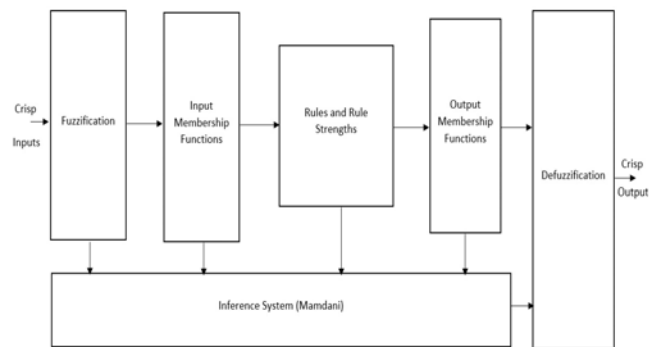 Crisp
Inputs
Fuzzification
Input
Membership
Functions
Rules and Rule
Strengths
Output
Membership
Functions
Defuzzification
Crisp
Output
Inference System (Mamdani)